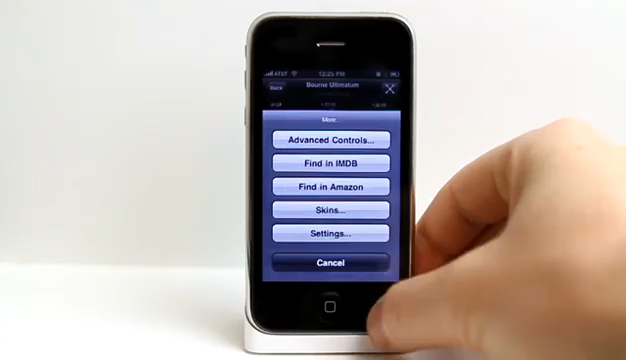 AT&T 12:25 PM
Back Bourne Ultimatum
More...
Advanced Controls...
Find in IMDB
Find in Amazon
Skins...
Settings...
Cancel